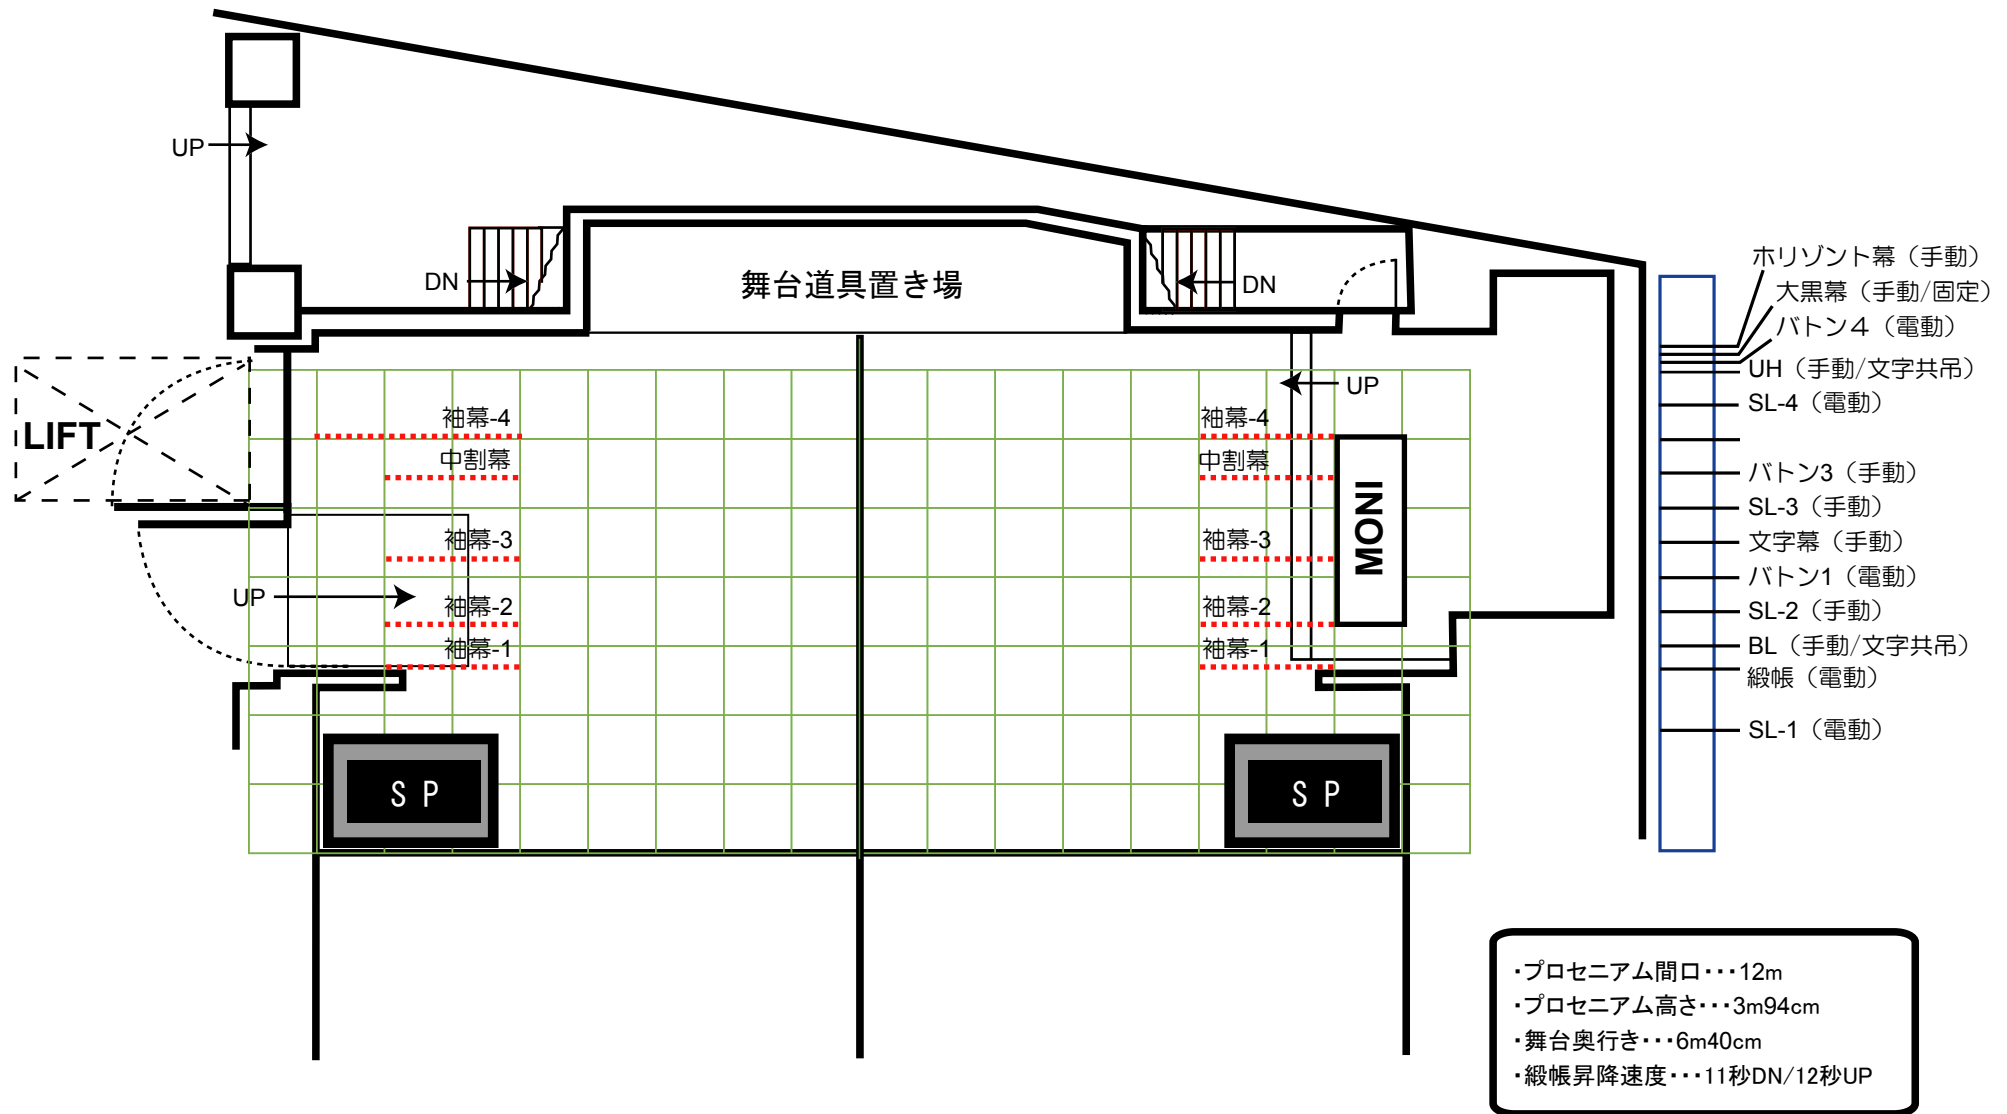 UP
DN
舞台道具置き場
DN
ホリゾント幕（手動）
大黒幕（手動/固定）
バトン４（電動）
UH（手動/文字共吊）
SL-4（電動）
バトン3（手動）
SL-3（手動）
文字幕（手動）
バトン1（電動）
SL-2（手動）
BL（手動/文字共吊）
緞帳（電動）
SL-1（電動）
LIFT
UP
袖幕-4
袖幕-4
中割幕
中割幕
MONI
袖幕-3
袖幕-3
UP
袖幕-2
袖幕-2
袖幕-1
袖幕-1
ＳＰ
ＳＰ
・プロセニアム間口・・・12m
・プロセニアム高さ・・・3m94cm
・舞台奥行き・・・6m40cm
・緞帳昇降速度・・・11秒DN/12秒UP